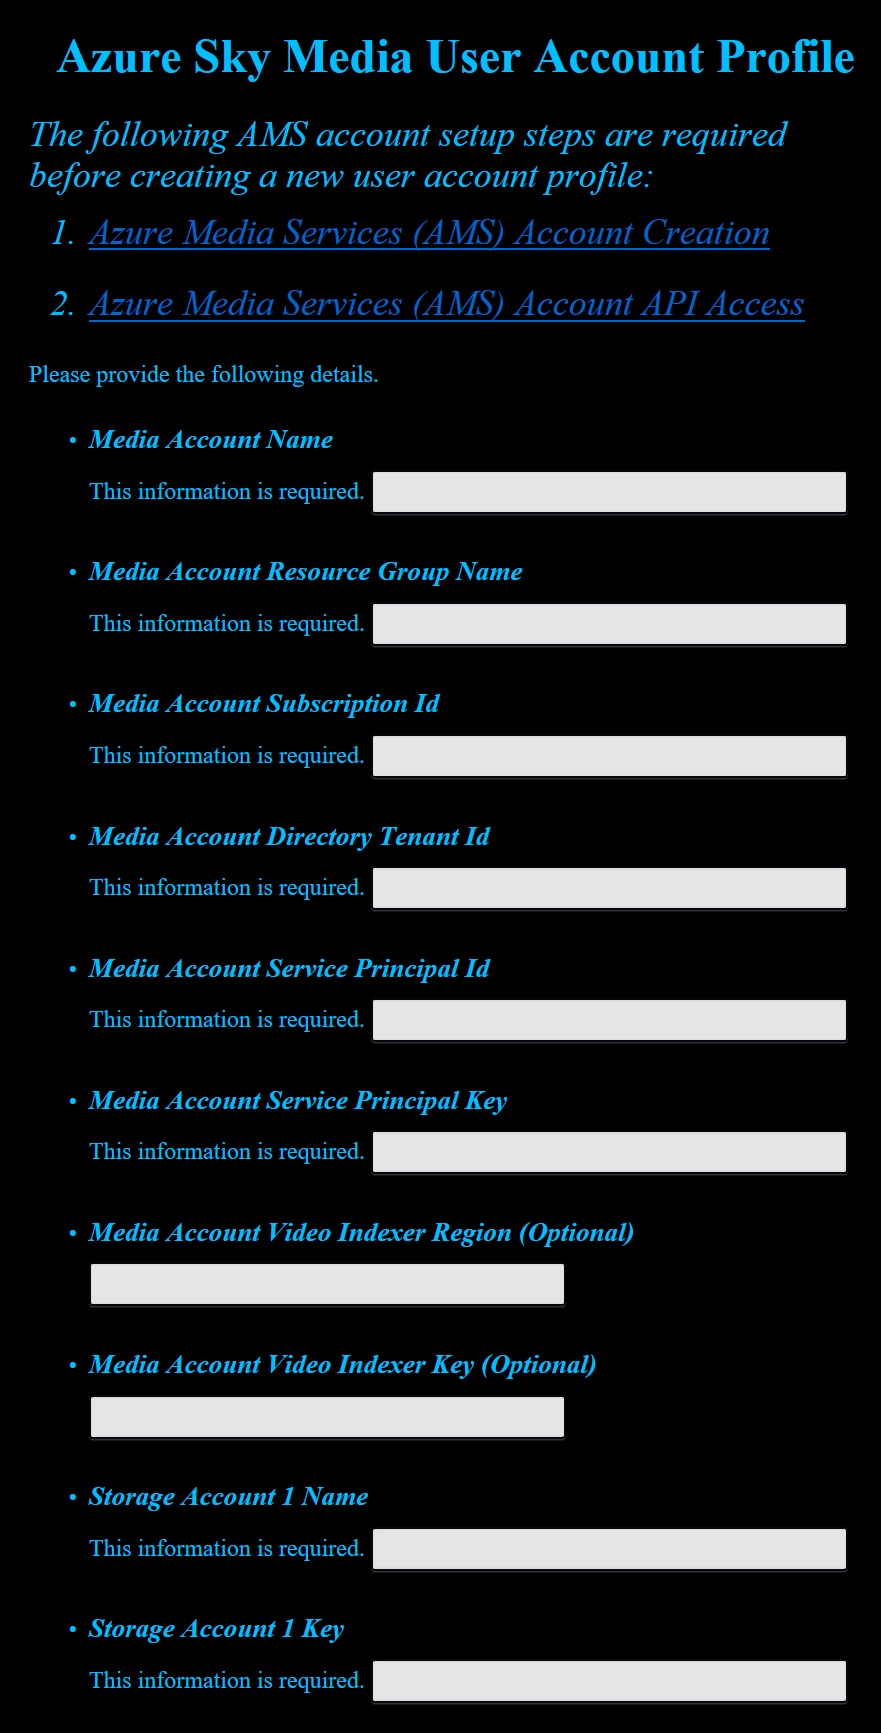 Azure Sky Media User Account Profile
The following AMS account setup steps are required
before creating a new user account profile:
1. Azure Media Services (AMS) Account Creation
2. Azure Media Services (AMS) Account API Access
Please provide the following details.
• Media Account Name
This information is required.
• Media Account Resource Group Name
This information is required.
• Media Account Subscription Id
This information is required.
• Media Account Directory Tenant Id
This information is required.
• Media Account Service Principal Id
This information is required.
• Media Account Service Principal Key
This information is required.
• Media Account Video Indexer Region (Optional)
• Media Account Video Indexer Key (Optional)
• Storage Account 1 Name
This information is required.
• Storage Account 1 Key
This information is required.